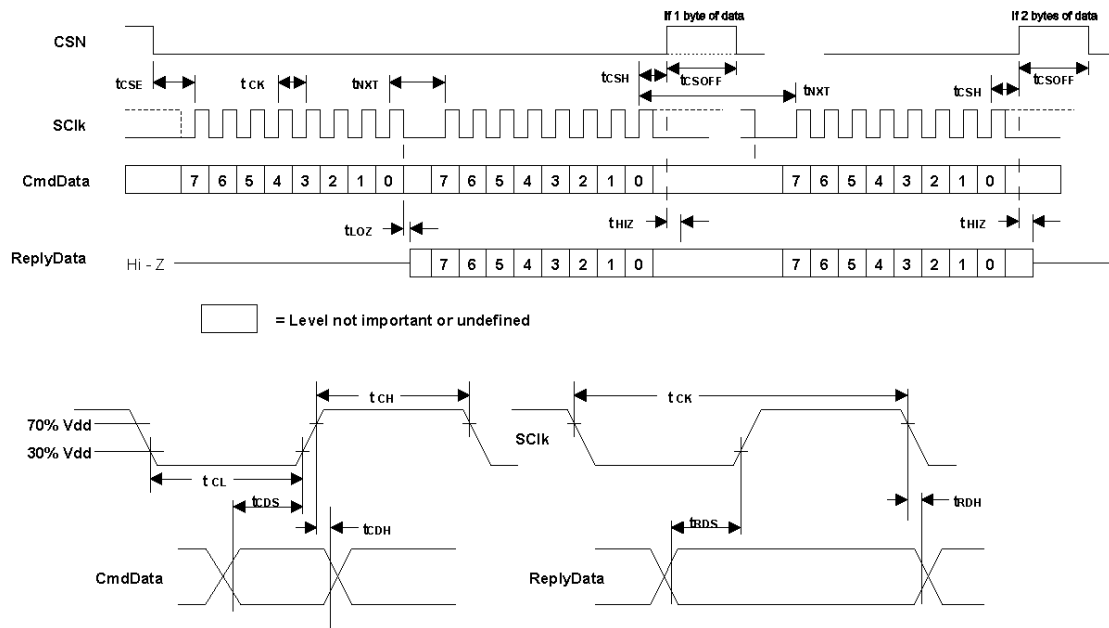 If 1 byte of data If 2 bytes of data
CSN
tCSE tCK tNXT tCSH tCSOFF tNXT tCSH tCSOFF
SClk
CmdData 7 6 5 4 3 2 1 0 7 6 5 4 3 2 1 0 7 6 5 4 3 2 1 0
tLOZ tHIZ tHIZ
ReplyData Hi - Z 7 6 5 4 3 2 1 0 7 6 5 4 3 2 1 0
= Level not important or undefined
tCH tCK
70% Vdd SClk
30% Vdd
tCL
tCDS tRDS tRDH
tCDH
CmdData ReplyData